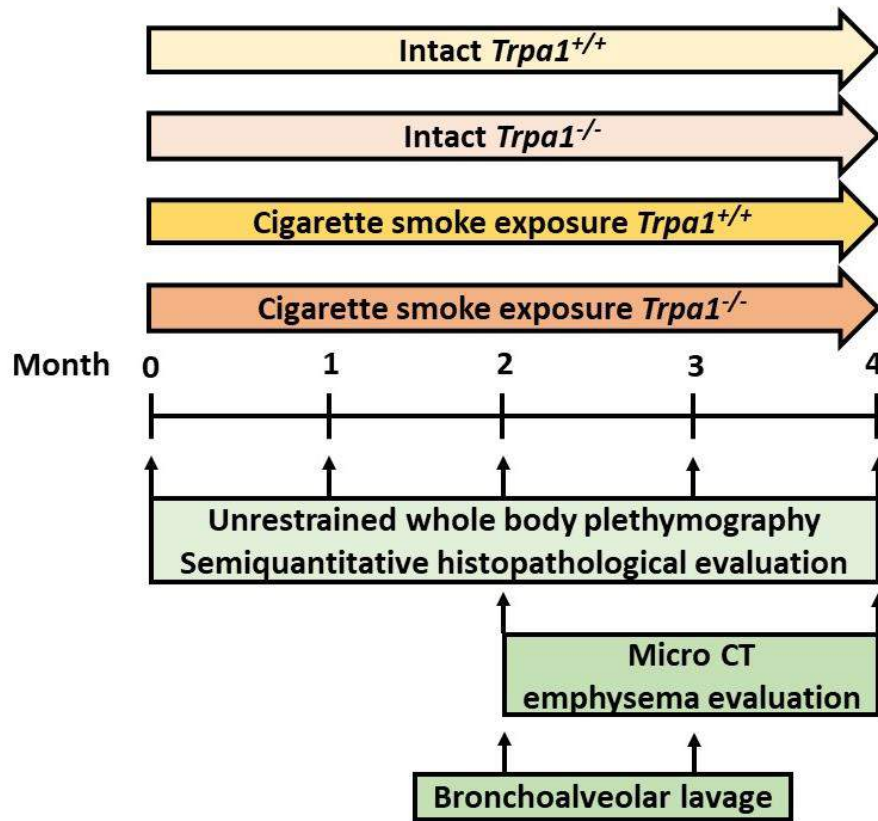 Intact Trpa1+/+
Intact Trpa1-/-
Cigarette smoke exposure Trpa1+/+
Cigarette smoke exposure Trpa1-/-
Month 0 1 2 3 4
Unrestrained whole body plethymography
Semiquantitative histopathological evaluation
Micro CT
emphysema evaluation
Bronchoalveolar lavage